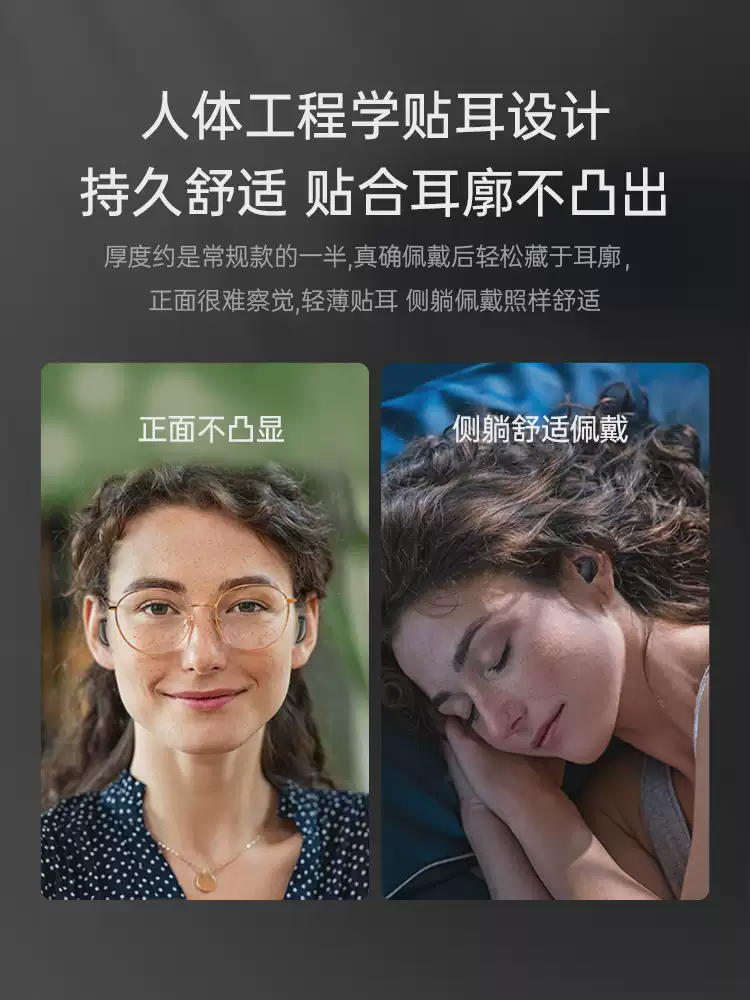 人体工程学贴耳设计
持久舒适 贴合耳廓不凸出
厚度约是常规款的一半,真确佩戴后轻松藏于耳廓,
正面很难察觉,轻薄贴耳 侧躺佩戴照样舒适
正面不凸显
侧躺舒适佩戴